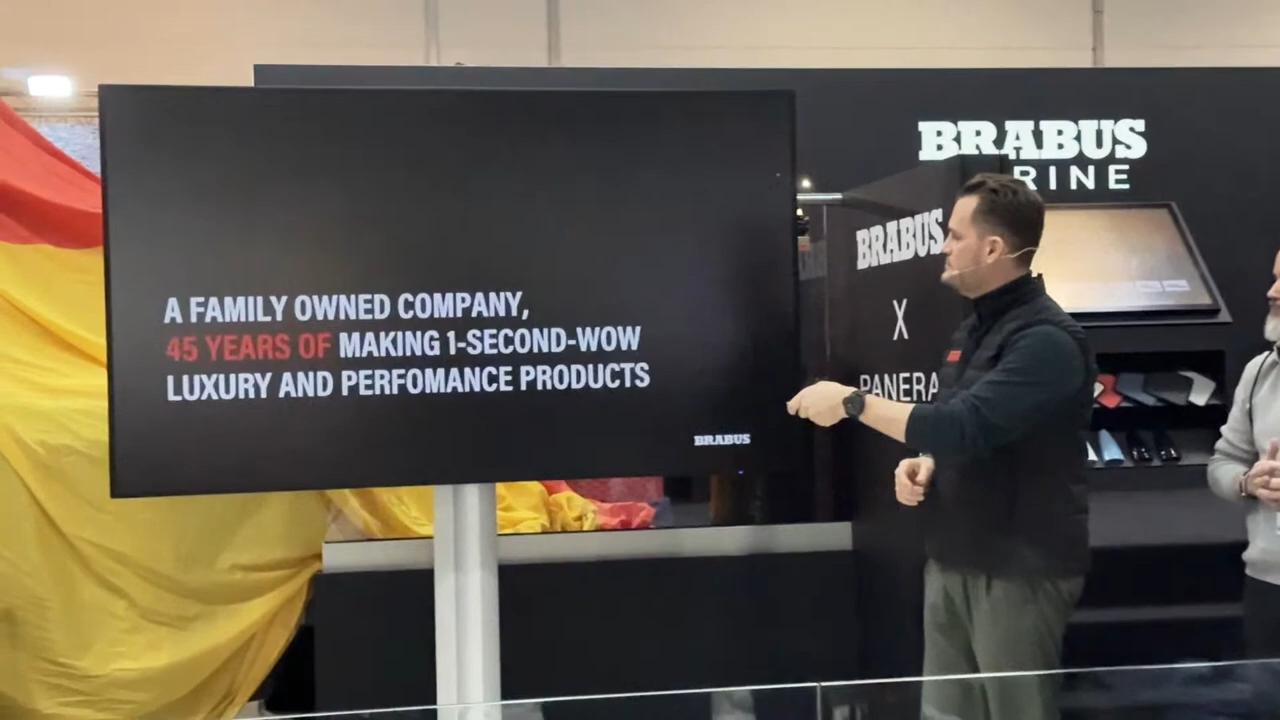 A FAMILY OWNED COMPANY,
45 YEARS OF MAKING 1-SECOND-WOW
LUXURY AND PERFOMANCE PRODUCTS
BRABUS
BRABUS
X
PANERA
BRABUS
RINE